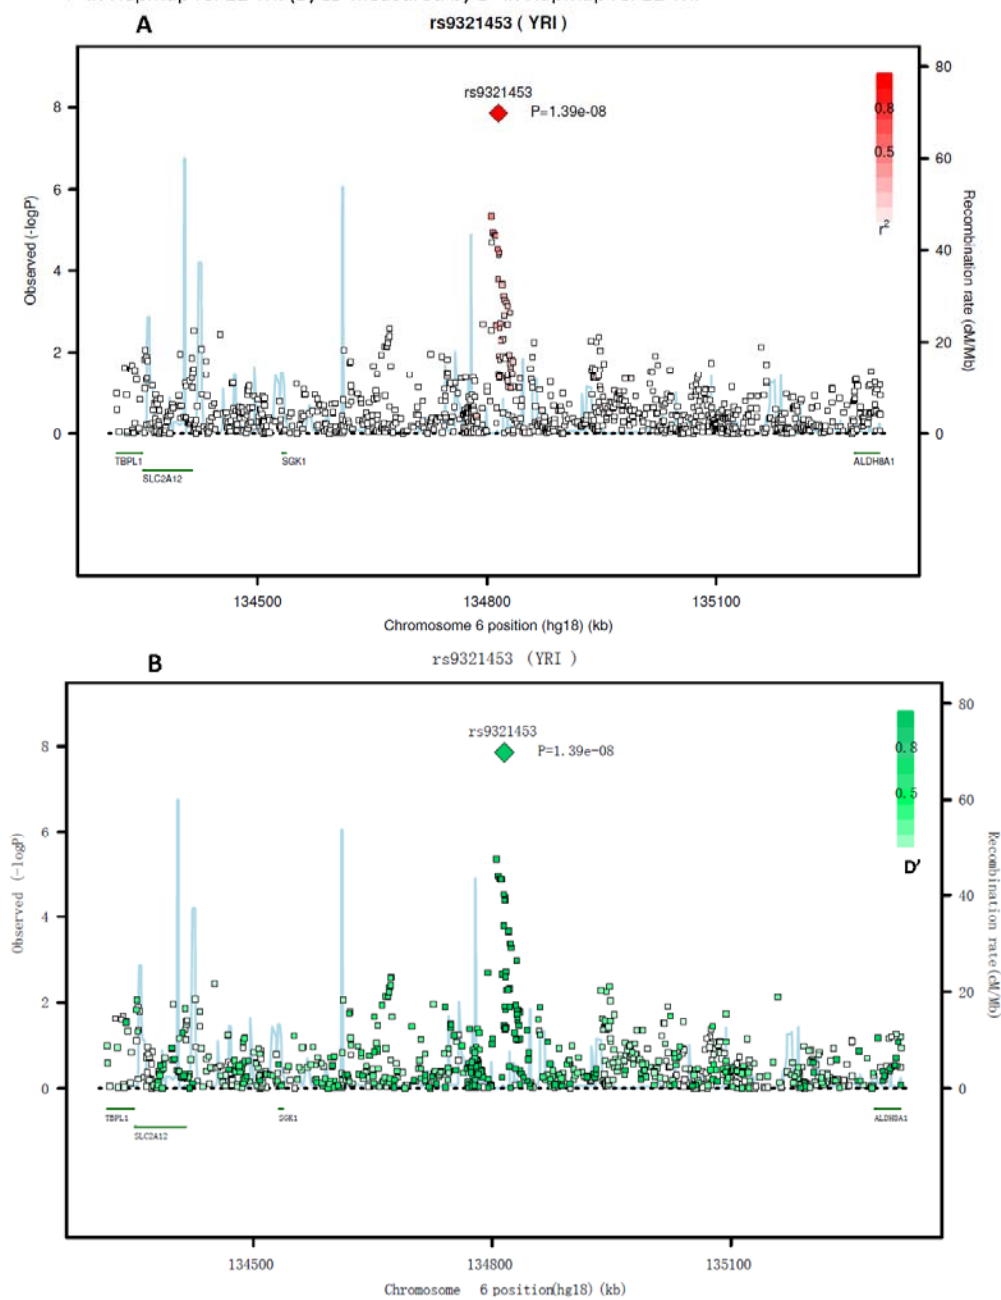 A
rs9321453 ( YRI )
rs9321453
P=1.39e-08
0.8
0.5
r2
8
6
4
2
0
80
60
40
20
0
Observed (-logP)
Recombination rate (cM/Mb)
TBPL1
SLC2A12
SGK1
ALDH8A1
134500
134800
135100
Chromosome 6 position (hg18) (kb)
B
rs9321453 (YRI )
rs9321453
P=1.39e-08
0.8
0.5
D'
8
6
4
2
0
80
60
40
20
0
Observed (-logP)
Recombination rate(cM/Mb)
TBPL1
SLC2A12
SGK1
ALDH8A1
134500
134800
135100
Chromosome 6 position(hg18) (kb)